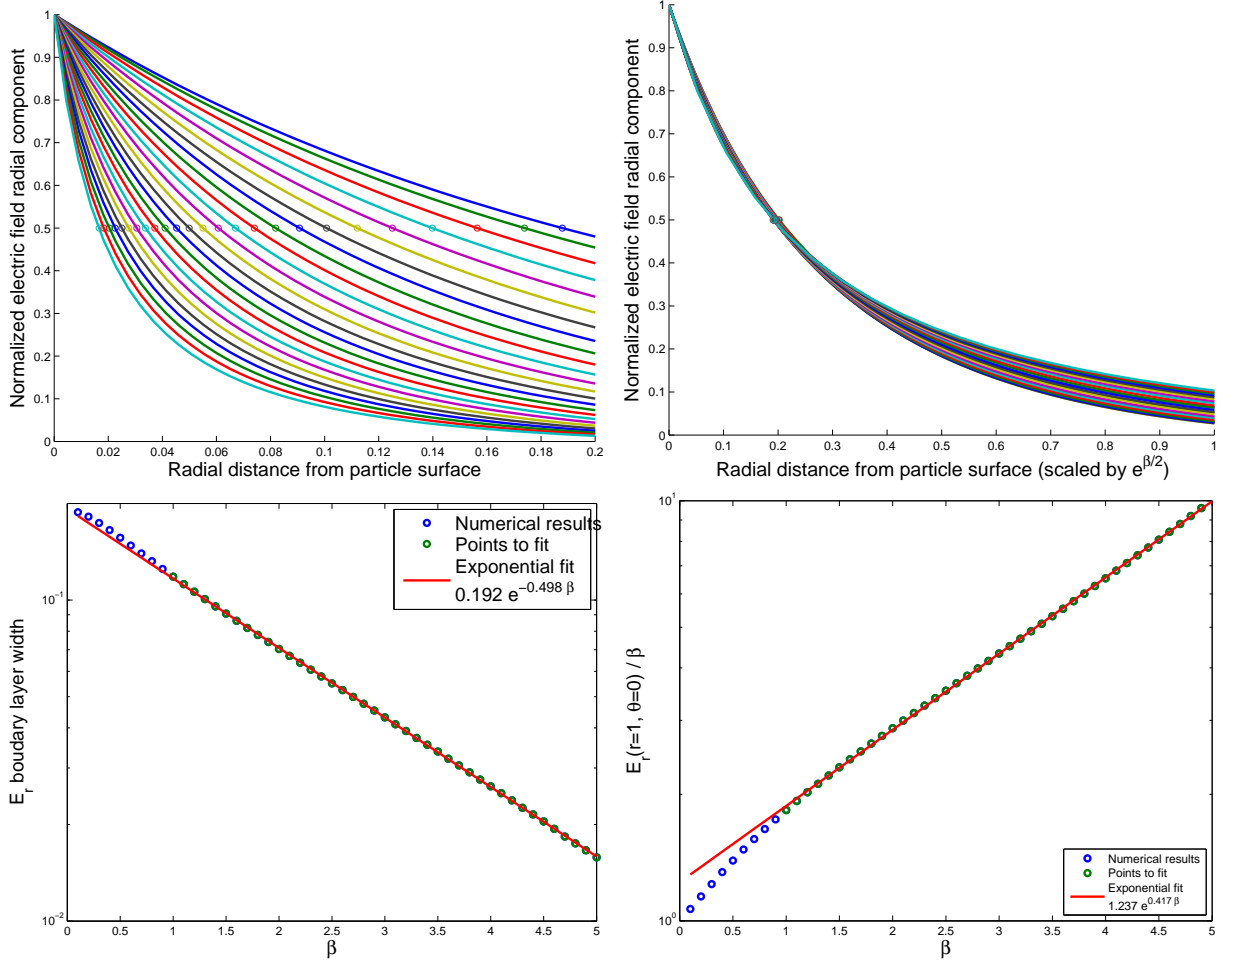 1
0.9
0.8
0.7
0.6
0.5
0.4
0.3
0.2
0.1
0
0 0.02 0.04 0.06 0.08 0.1 0.12 0.14 0.16 0.18 0.2
Radial distance from particle surface
Normalized electric field radial component
1
0.9
0.8
0.7
0.6
0.5
0.4
0.3
0.2
0.1
0
0 0.1 0.2 0.3 0.4 0.5 0.6 0.7 0.8 0.9 1
Radial distance from particle surface (scaled by e^{β/2})
Normalized electric field radial component
Numerical results
Points to fit
Exponential fit
0.192 e^{−0.498 β}
10^{−1}
10^{−2}
0 0.5 1 1.5 2 2.5 3 3.5 4 4.5 5
β
E_r boudary layer width
10^1
10^0
Numerical results
Points to fit
Exponential fit
1.237 e^{0.417 β}
0 0.5 1 1.5 2 2.5 3 3.5 4 4.5 5
β
E_r(r=1, θ=0) / β